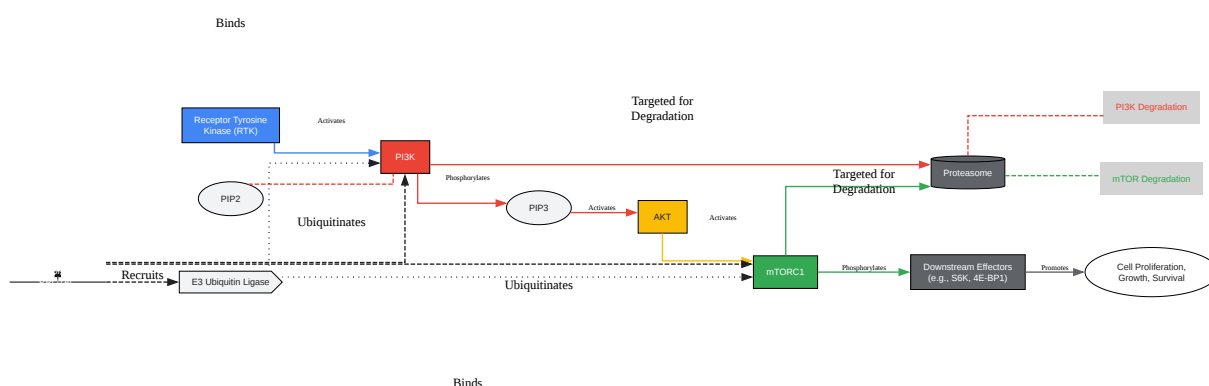 Binds
Targeted for
Degradation
PI3K Degradation
Receptor Tyrosine
Kinase (RTK)
Activates
PI3K
Proteasome
Targeted for
Degradation
mTOR Degradation
Phosphorylates
PIP2
PIP3
Activates
AKT
Activates
Ubiquitinates
Recruits
E3 Ubiquitin Ligase
Ubiquitinates
mTORC1
Phosphorylates
Downstream Effectors
(e.g., S6K, 4E-BP1)
Promotes
Cell Proliferation,
Growth, Survival
Binds